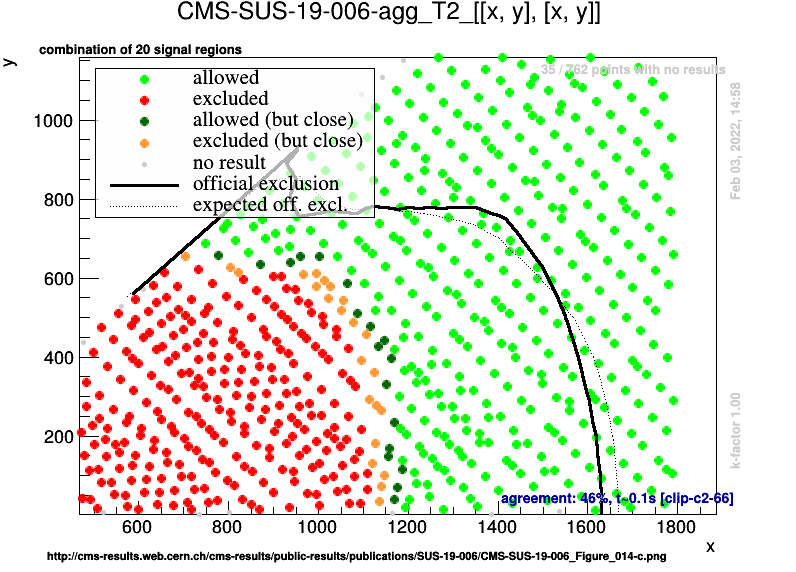 CMS-SUS-19-006-agg_T2_[[x, y], [x, y]]
y
combination of 20 signal regions
35 / 762 points with no results
allowed
excluded
allowed (but close)
excluded (but close)
no result
official exclusion
expected off. excl.
Feb 03, 2022, 14:58
k-factor 1.00
1000
800
600
400
200
agreement: 46%, t~0.1s [clip-c2-66]
600 800 1000 1200 1400 1600 1800
x
http://cms-results.web.cern.ch/cms-results/public-results/publications/SUS-19-006/CMS-SUS-19-006_Figure_014-c.png